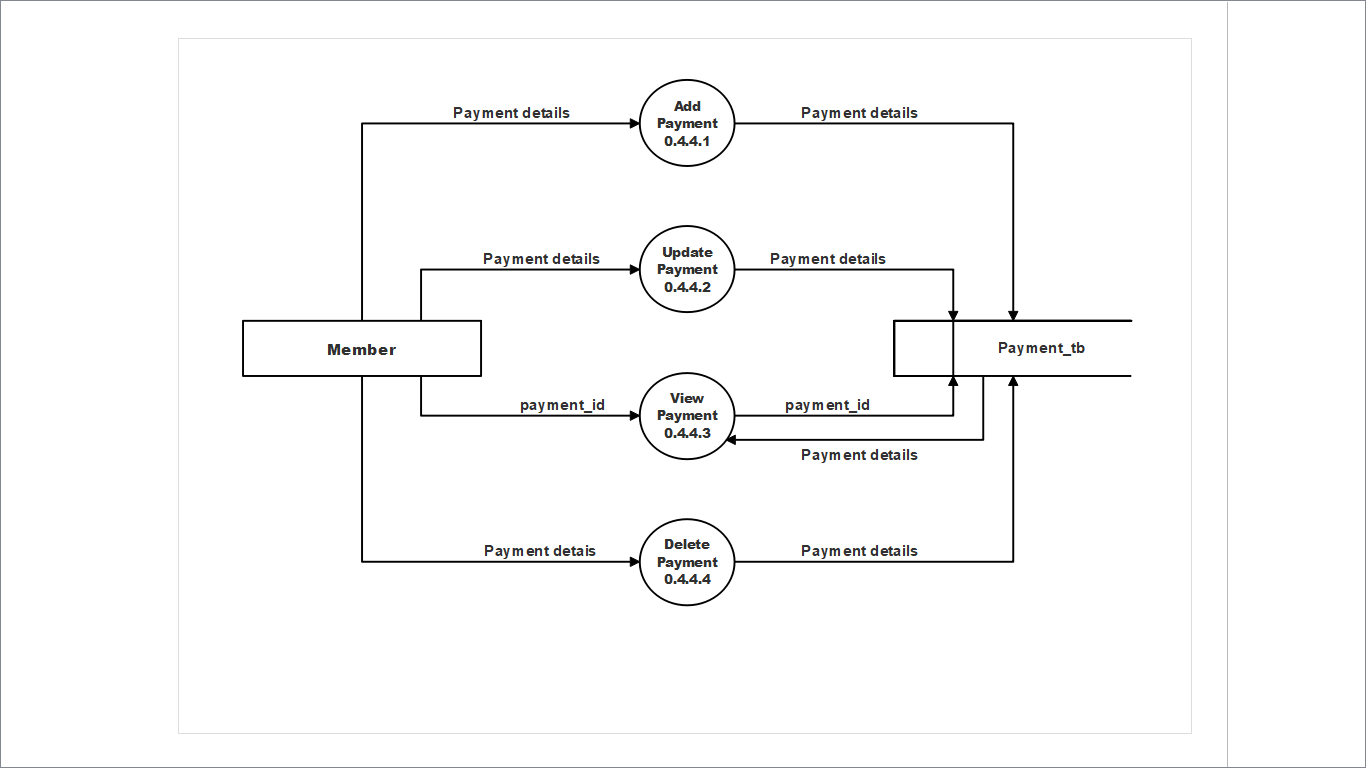 Add
Payment
0.4.4.1
Payment details
Payment details
Update
Payment
0.4.4.2
Payment details
Payment details
Member
Payment_tb
View
Payment
0.4.4.3
payment_id
payment_id
Payment details
Delete
Payment
0.4.4.4
Payment detais
Payment details